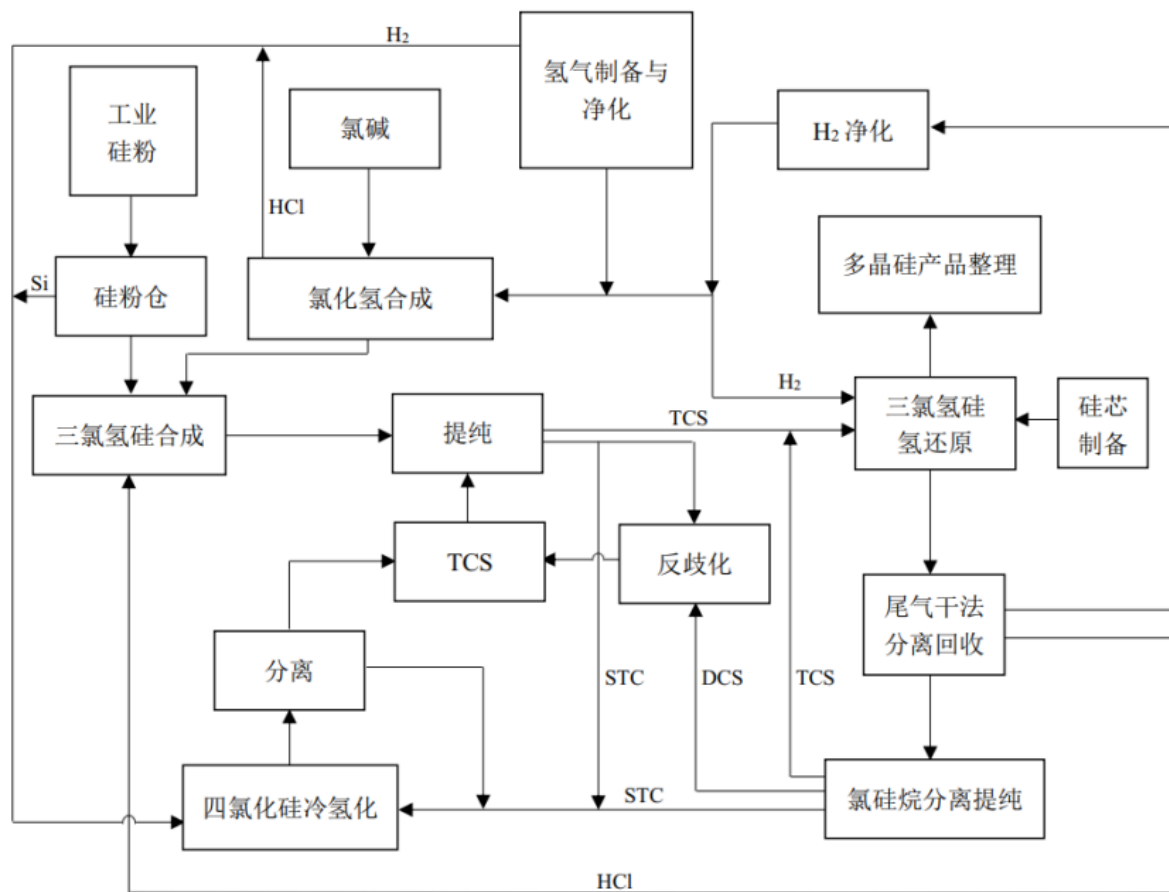 H₂
氢气制备与
净化
工业
硅粉
氯碱
H₂ 净化
HCl
多晶硅产品整理
Si
硅粉仓
氯化氢合成
H₂
三氯氢硅合成
提纯
TCS
三氯氢硅
氢还原
硅芯
制备
TCS
反歧化
尾气干法
分离回收
分离
STC
DCS
TCS
四氯化硅冷氢化
STC
氯硅烷分离提纯
HCl